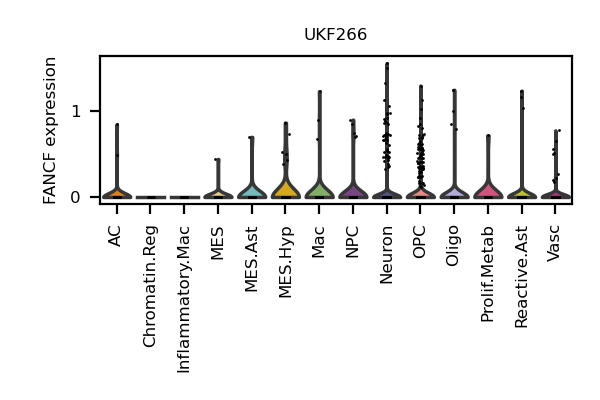 UKF266
FANCF expression
1
0
AC
Chromatin.Reg
Inflammatory.Mac
MES
MES.Ast
MES.Hyp
Mac
NPC
Neuron
OPC
Oligo
Prolif.Metab
Reactive.Ast
Vasc